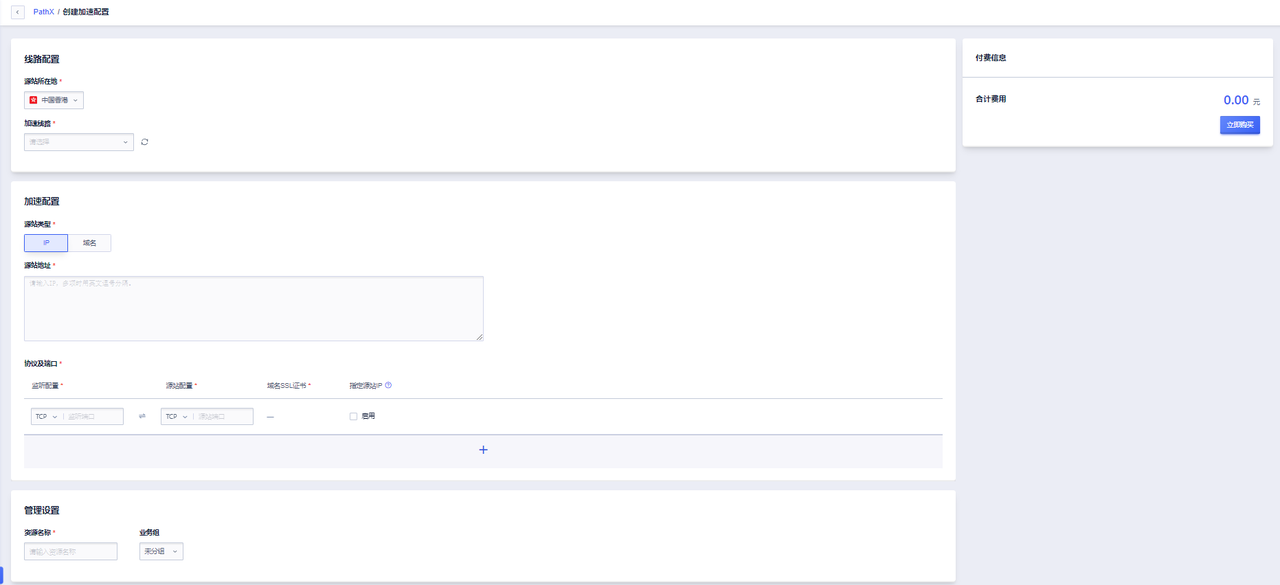 PathX / 创建加速配置
线路配置
源站所在地 *
中国香港
加速线路 *
请选择
加速配置
源站类型 *
IP 域名
源站地址 *
请输入IP，多项时用英文逗号分隔。
协议及端口 *
监听配置 * 源站配置 * 域名SSL证书 * 指定源站IP
TCP 监听端口 ⇌ TCP 源站端口 — 启用
+
管理设置
资源名称 * 业务组
请输入资源名称 未分组
付费信息
合计费用 0.00 元
立即购买